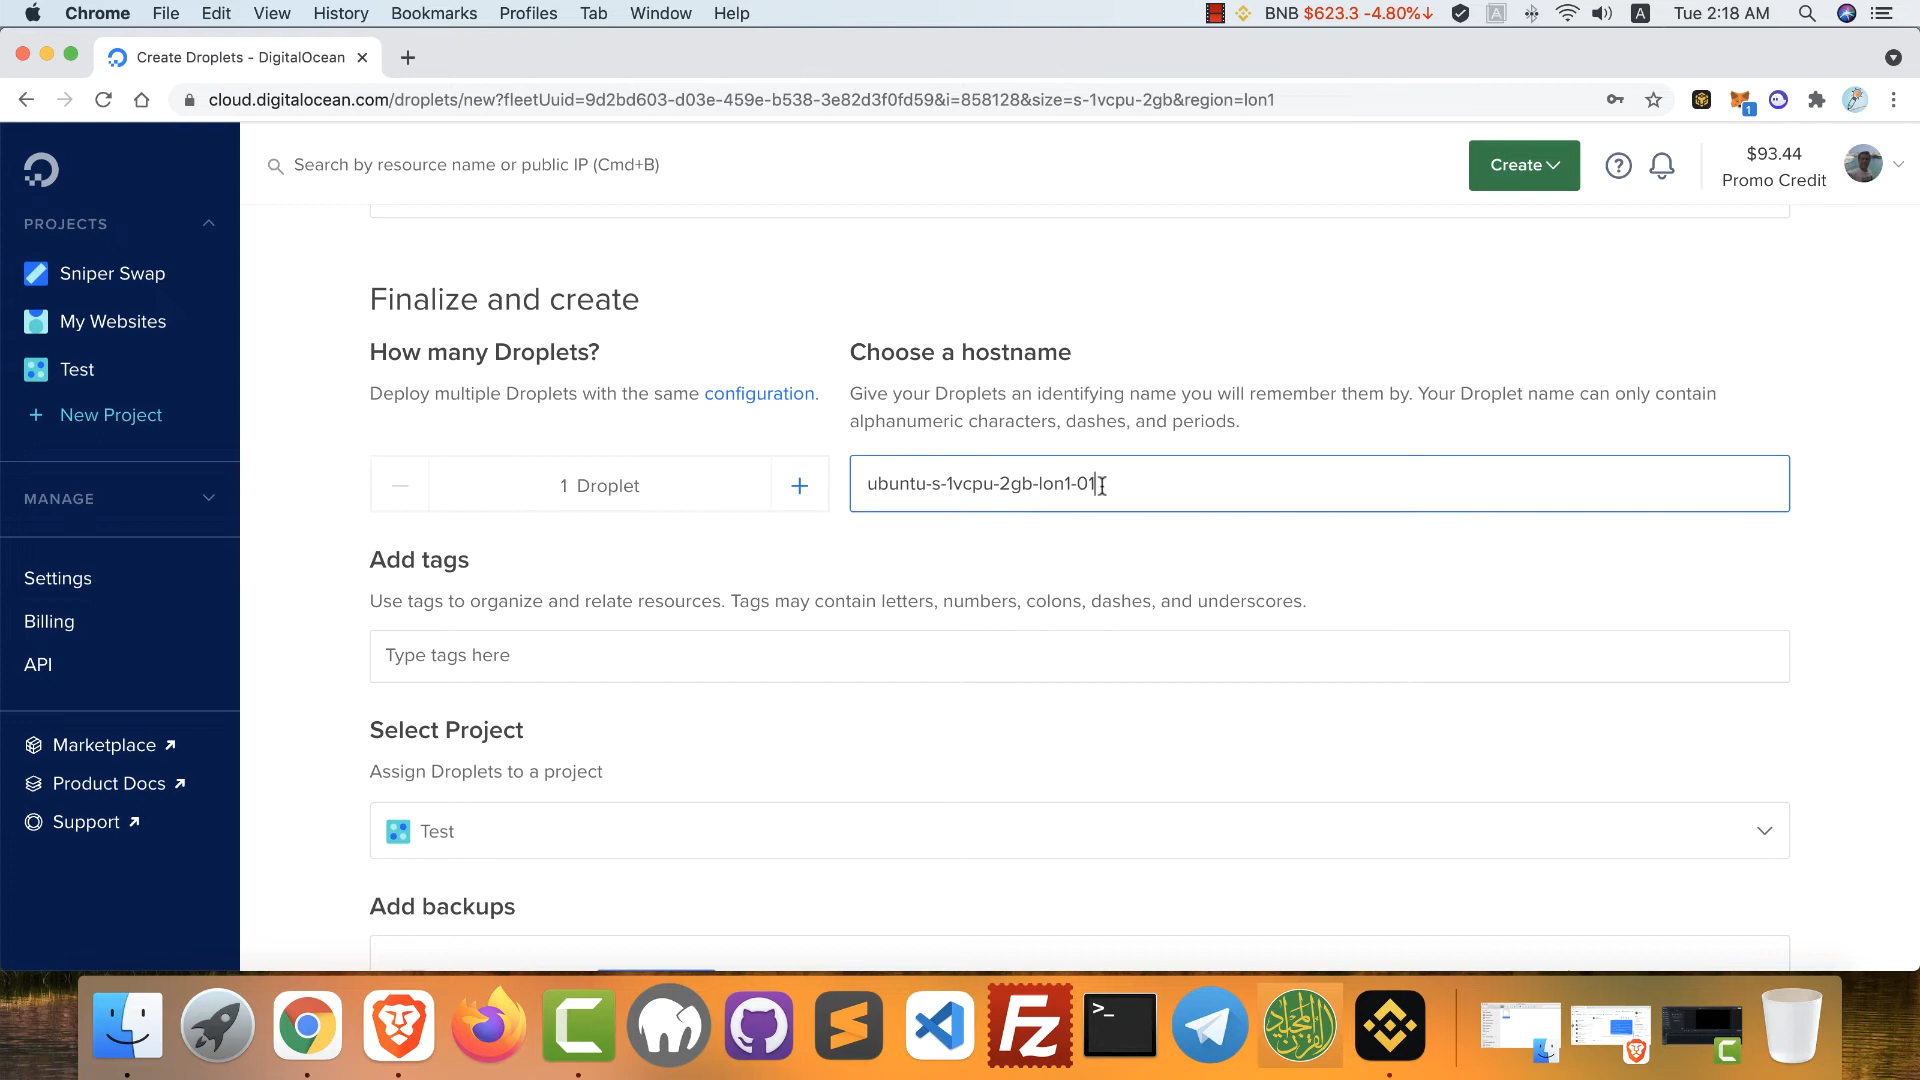 Chrome File Edit View History Bookmarks Profiles Tab Window Help
BNB $623.3 -4.80%↓ A A Tue 2:18 AM
Create Droplets - DigitalOcean
cloud.digitalocean.com/droplets/new?fleetUuid=9d2bd603-d03e-459e-b538-3e82d3f0fd59&i=858128&size=s-1vcpu-2gb&region=lon1
1
Search by resource name or public IP (Cmd+B)
Create
$93.44
Promo Credit
PROJECTS
Sniper Swap
My Websites
Test
+ New Project
MANAGE
Settings
Billing
API
Marketplace
Product Docs
Support
Finalize and create
How many Droplets?
Deploy multiple Droplets with the same configuration.
1 Droplet
Choose a hostname
Give your Droplets an identifying name you will remember them by. Your Droplet name can only contain
alphanumeric characters, dashes, and periods.
ubuntu-s-1vcpu-2gb-lon1-01
Add tags
Use tags to organize and relate resources. Tags may contain letters, numbers, colons, dashes, and underscores.
Type tags here
Select Project
Assign Droplets to a project
Test
Add backups
Fz
>_